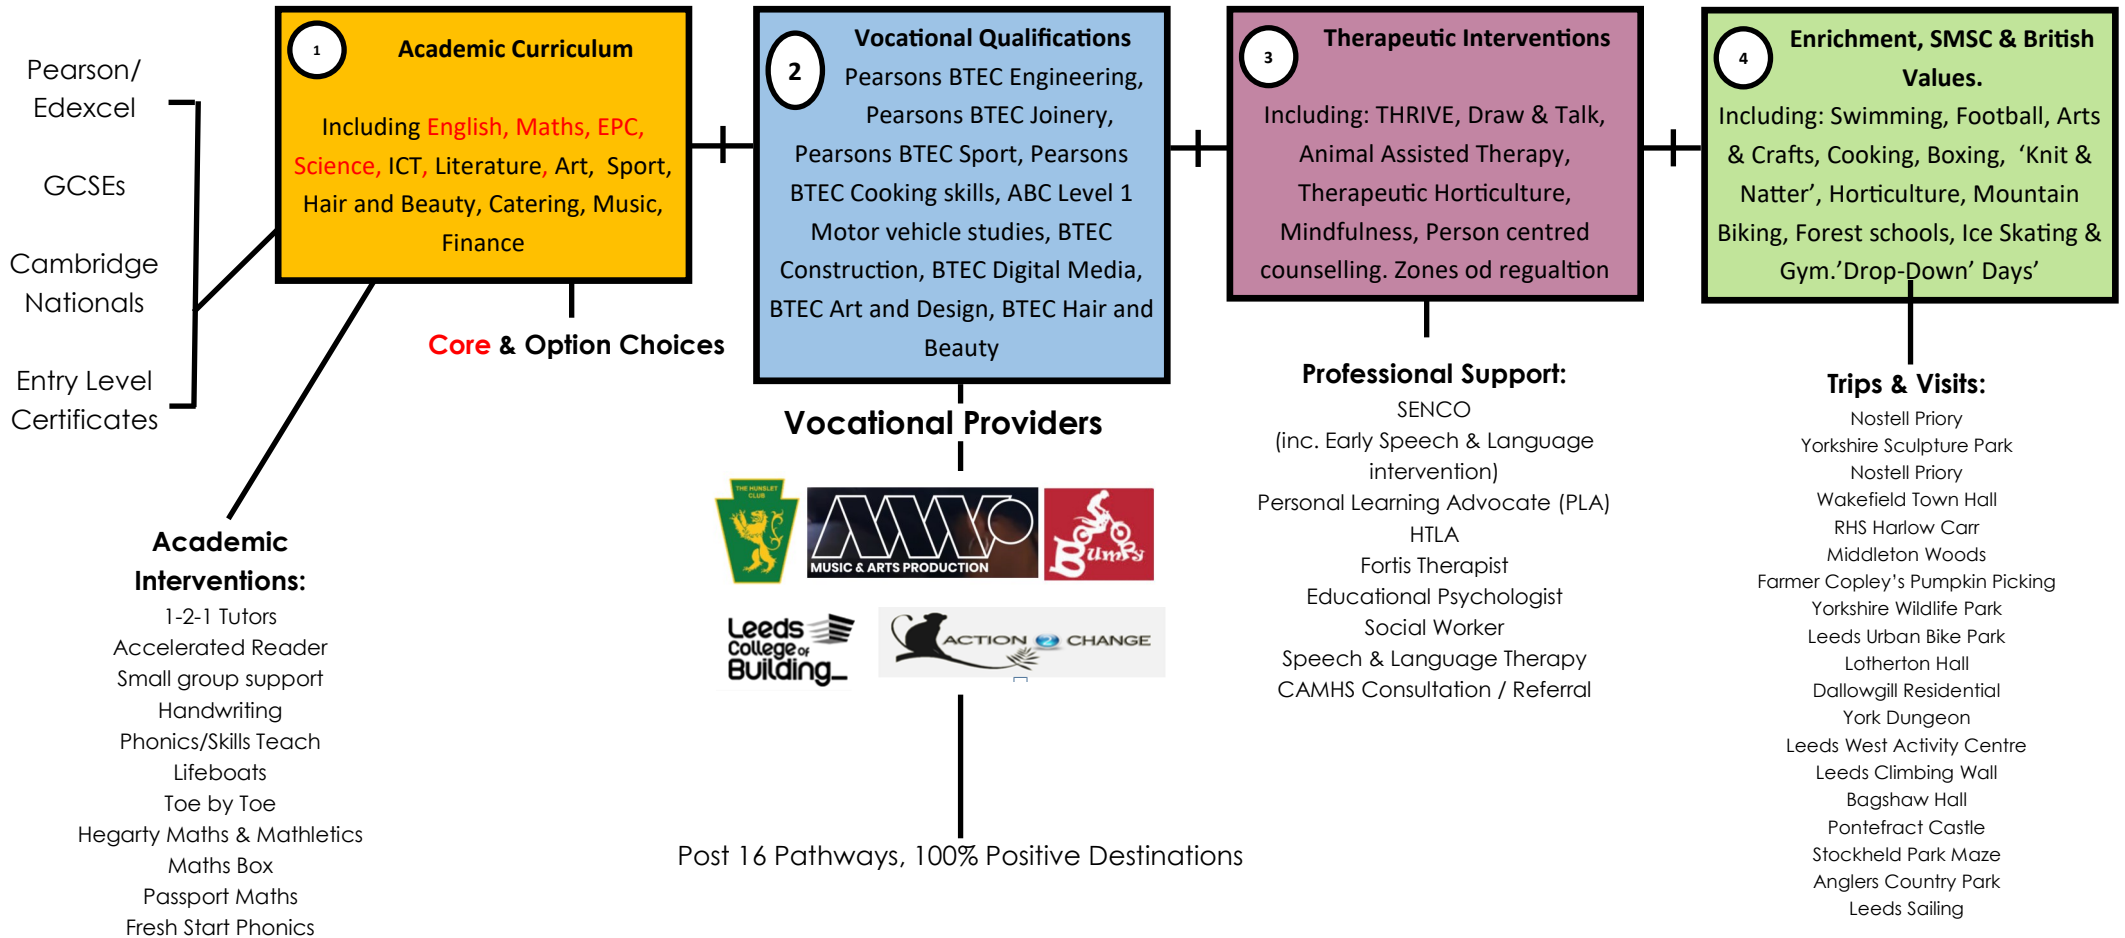 Pearson/
Edexcel
GCSEs
Cambridge
Nationals
Entry Level
Certificates
1
Academic Curriculum
Including English, Maths, EPC,
Science, ICT, Literature, Art, Sport,
Hair and Beauty, Catering, Music,
Finance
Core & Option Choices
Academic
Interventions:
1-2-1 Tutors
Accelerated Reader
Small group support
Handwriting
Phonics/Skills Teach
Lifeboats
Toe by Toe
Hegarty Maths & Mathletics
Maths Box
Passport Maths
Fresh Start Phonics
2
Vocational Qualifications
Pearsons BTEC Engineering,
Pearsons BTEC Joinery,
Pearsons BTEC Sport, Pearsons
BTEC Cooking skills, ABC Level 1
Motor vehicle studies, BTEC
Construction, BTEC Digital Media,
BTEC Art and Design, BTEC Hair and
Beauty
Vocational Providers
THE HUNSLET
CLUB
MUSIC & ARTS PRODUCTION
Bumpy
Leeds
College of
Building_
ACTION 2 CHANGE
Post 16 Pathways, 100% Positive Destinations
3
Therapeutic Interventions
Including: THRIVE, Draw & Talk,
Animal Assisted Therapy,
Therapeutic Horticulture,
Mindfulness, Person centred
counselling. Zones od regualtion
Professional Support:
SENCO
(inc. Early Speech & Language
intervention)
Personal Learning Advocate (PLA)
HTLA
Fortis Therapist
Educational Psychologist
Social Worker
Speech & Language Therapy
CAMHS Consultation / Referral
4
Enrichment, SMSC & British
Values.
Including: Swimming, Football, Arts
& Crafts, Cooking, Boxing, ‘Knit &
Natter’, Horticulture, Mountain
Biking, Forest schools, Ice Skating &
Gym.’Drop-Down’ Days’
Trips & Visits:
Nostell Priory
Yorkshire Sculpture Park
Nostell Priory
Wakefield Town Hall
RHS Harlow Carr
Middleton Woods
Farmer Copley’s Pumpkin Picking
Yorkshire Wildlife Park
Leeds Urban Bike Park
Lotherton Hall
Dallowgill Residential
York Dungeon
Leeds West Activity Centre
Leeds Climbing Wall
Bagshaw Hall
Pontefract Castle
Stockheld Park Maze
Anglers Country Park
Leeds Sailing